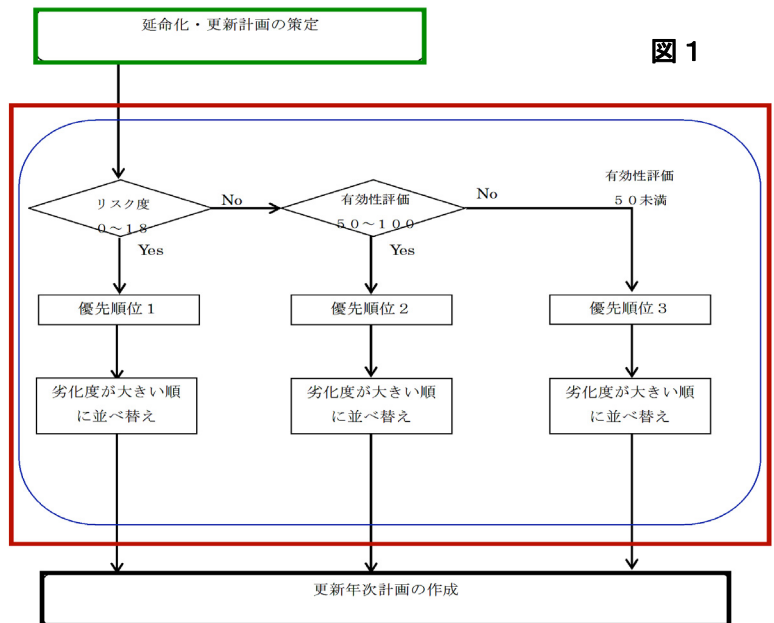 延命化・更新計画の策定
図1
リスク度
0～18
No
有効性評価
50～100
No
有効性評価
50未満
Yes
Yes
優先順位1
優先順位2
優先順位3
劣化度が大きい順
に並べ替え
劣化度が大きい順
に並べ替え
劣化度が大きい順
に並べ替え
更新年次計画の作成